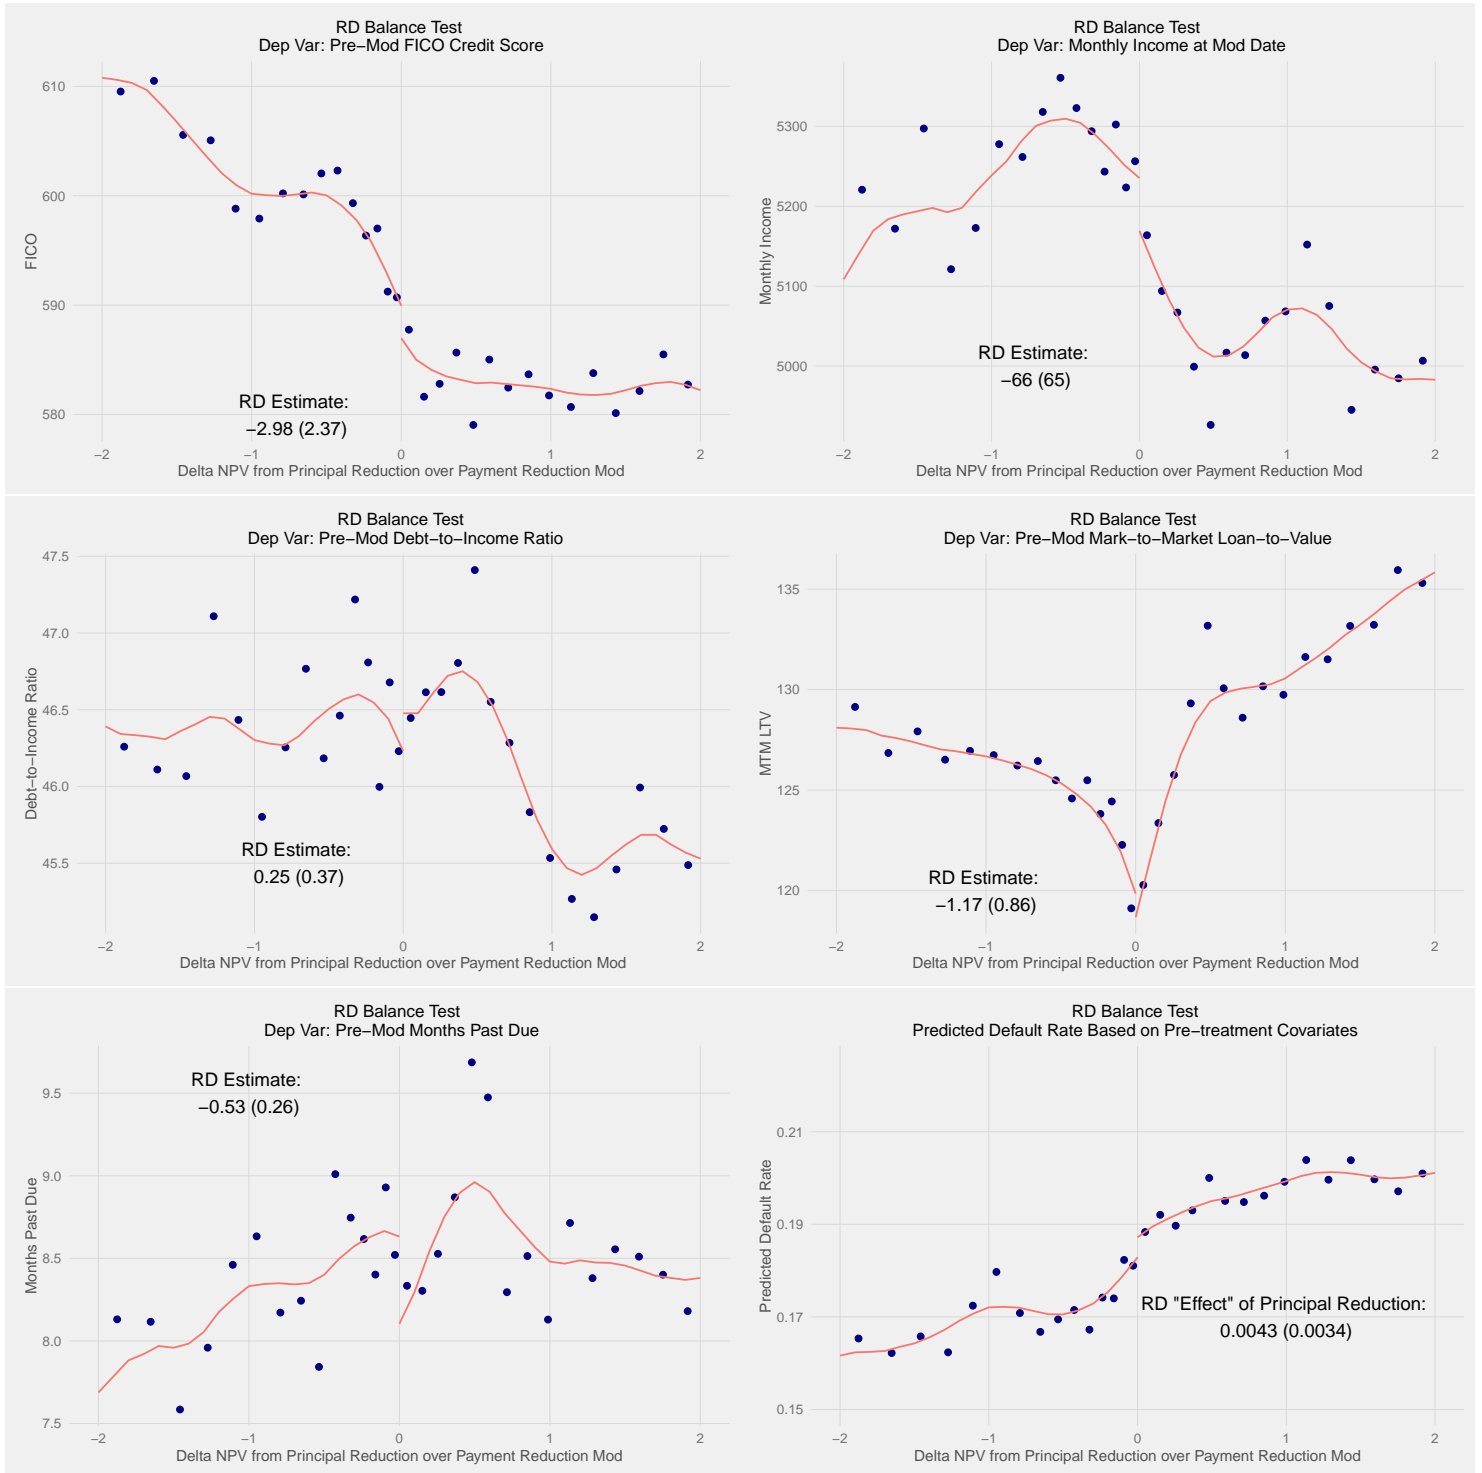 RD Balance Test
Dep Var: Pre−Mod FICO Credit Score
FICO
610
600
590
580
RD Estimate:
−2.98 (2.37)
−2
−1
0
1
2
Delta NPV from Principal Reduction over Payment Reduction Mod
RD Balance Test
Dep Var: Monthly Income at Mod Date
Monthly Income
5300
5200
5100
5000
RD Estimate:
−66 (65)
−2
−1
0
1
2
Delta NPV from Principal Reduction over Payment Reduction Mod
RD Balance Test
Dep Var: Pre−Mod Debt−to−Income Ratio
Debt−to−Income Ratio
47.5
47.0
46.5
46.0
45.5
RD Estimate:
0.25 (0.37)
−2
−1
0
1
2
Delta NPV from Principal Reduction over Payment Reduction Mod
RD Balance Test
Dep Var: Pre−Mod Mark−to−Market Loan−to−Value
MTM LTV
135
130
125
120
RD Estimate:
−1.17 (0.86)
−2
−1
0
1
2
Delta NPV from Principal Reduction over Payment Reduction Mod
RD Balance Test
Dep Var: Pre−Mod Months Past Due
Months Past Due
9.5
9.0
8.5
8.0
7.5
RD Estimate:
−0.53 (0.26)
−2
−1
0
1
2
Delta NPV from Principal Reduction over Payment Reduction Mod
RD Balance Test
Predicted Default Rate Based on Pre−treatment Covariates
Predicted Default Rate
0.21
0.19
0.17
0.15
RD "Effect" of Principal Reduction:
0.0043 (0.0034)
−2
−1
0
1
2
Delta NPV from Principal Reduction over Payment Reduction Mod